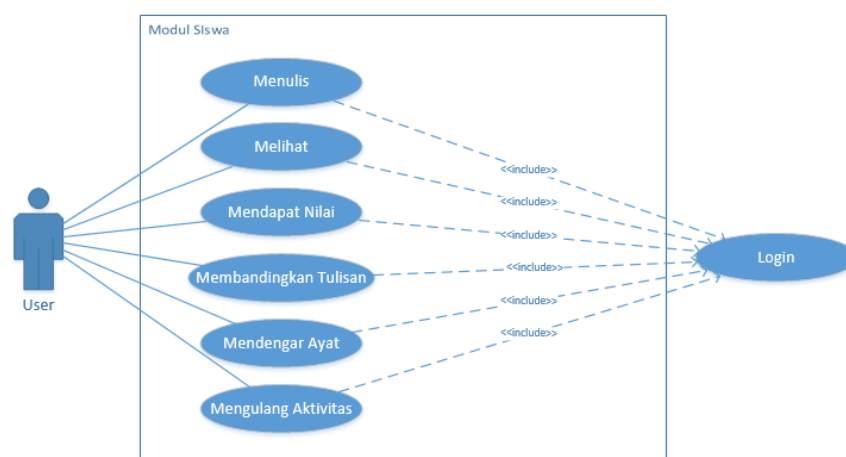 Modul SIswa
Menulis
Melihat
Mendapat Nilai
Membandingkan Tulisan
Mendengar Ayat
Mengulang Aktivitas
<<include>>
<<include>>
<<include>>
<<include>>
<<include>>
<<include>>
Login
User